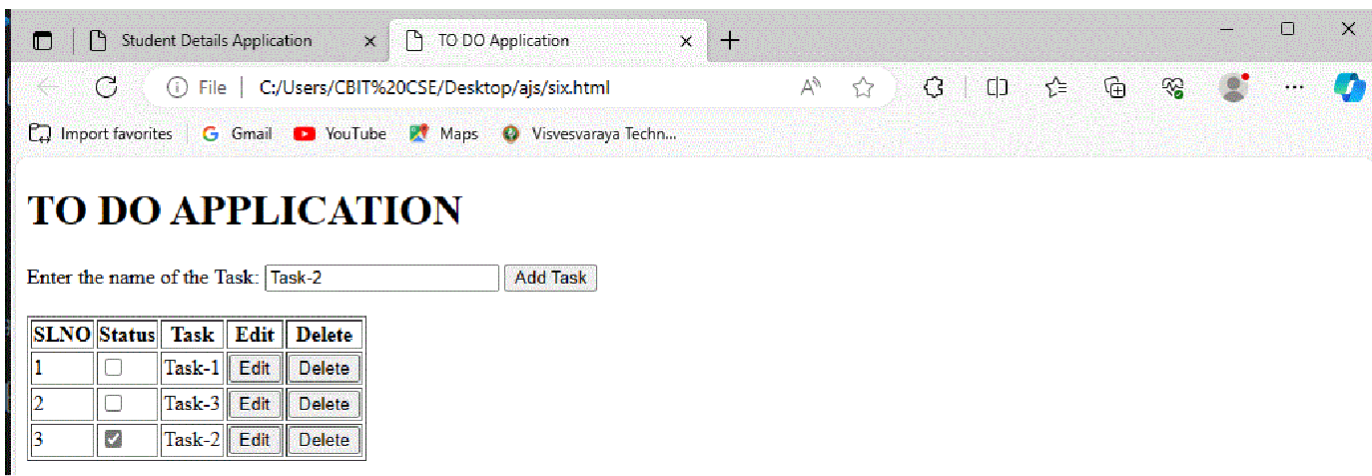 Student Details Application TO DO Application
File C:/Users/CBIT%20CSE/Desktop/ajs/six.html
Import favorites Gmail YouTube Maps Visvesvaraya Techn...
TO DO APPLICATION
Enter the name of the Task: Task-2 Add Task
SLNO Status Task Edit Delete
1 Task-1 Edit Delete
2 Task-3 Edit Delete
3 Task-2 Edit Delete